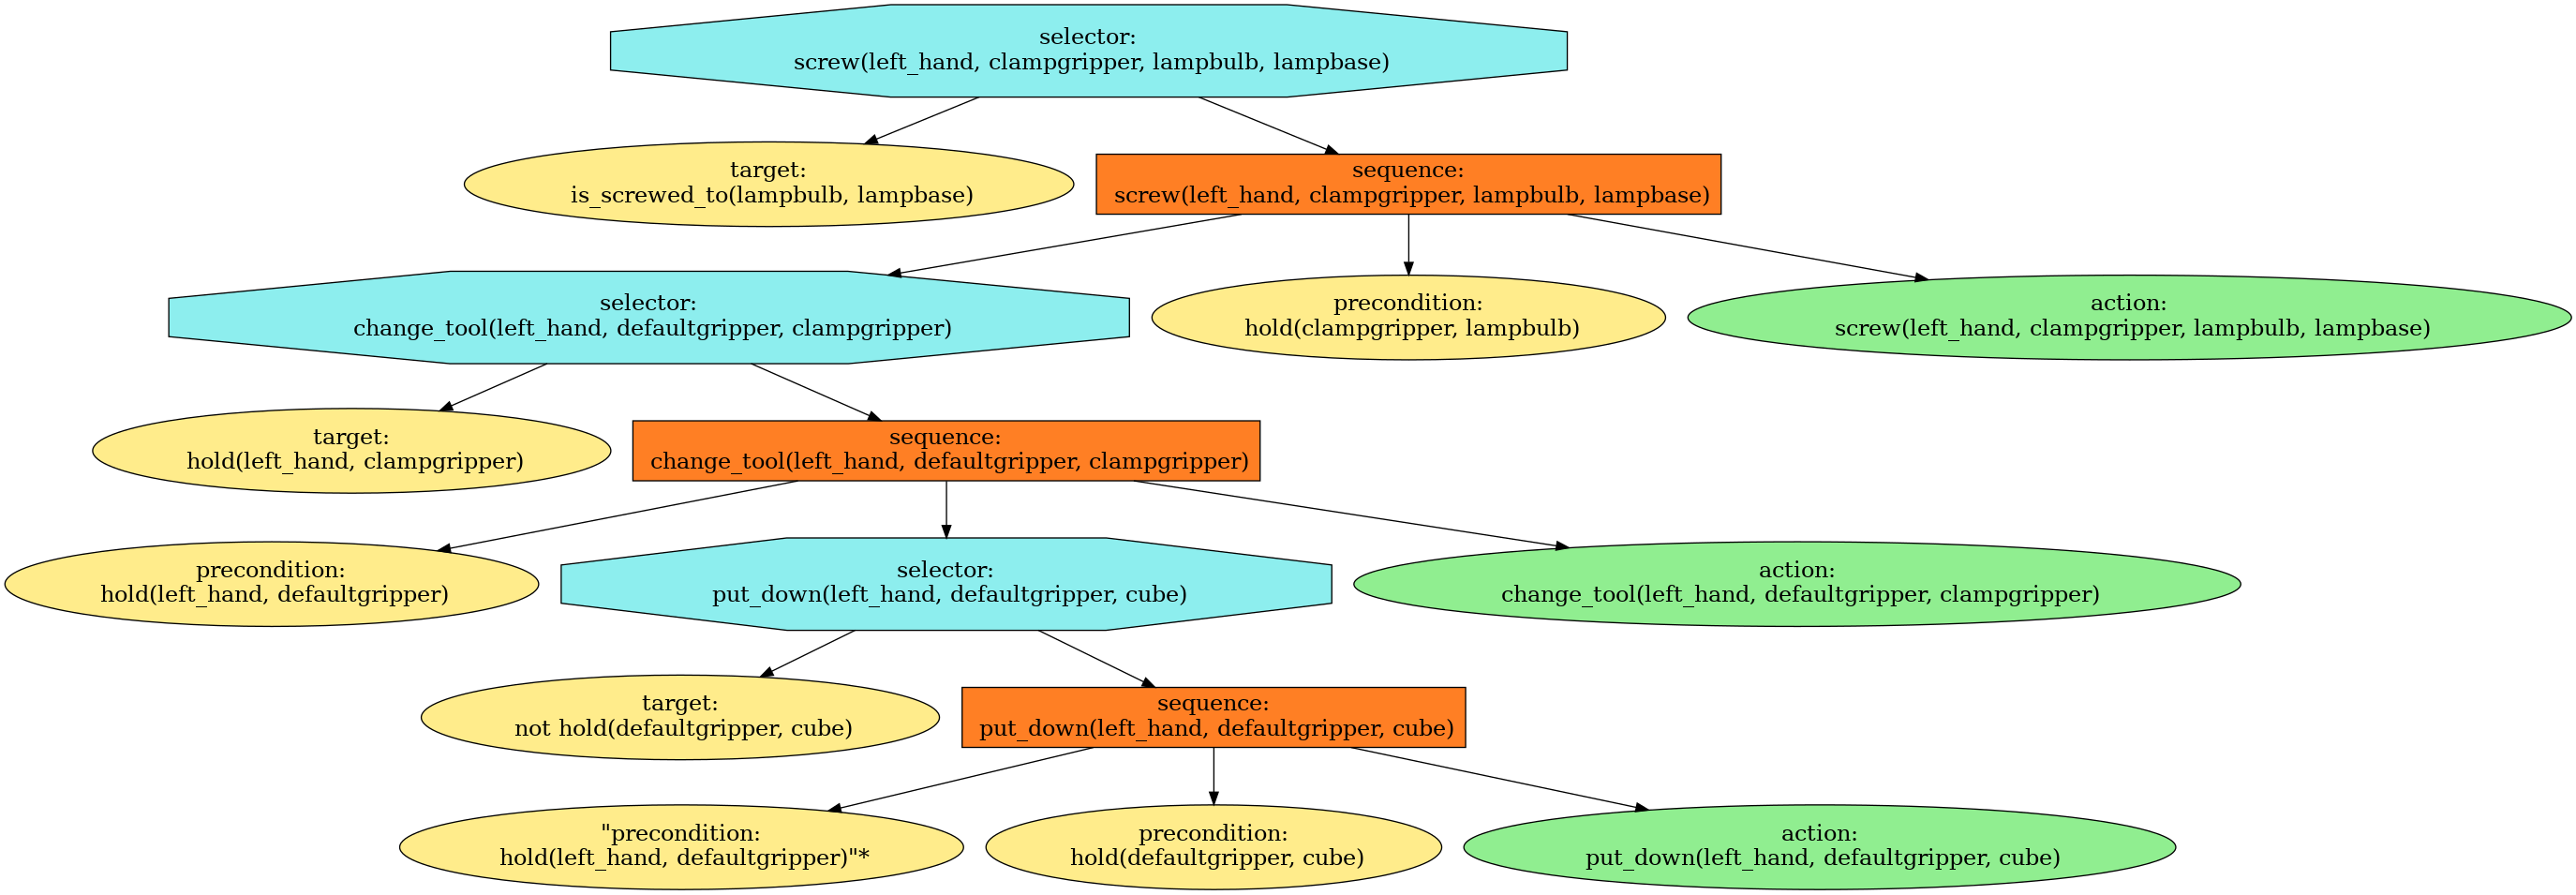 selector:
screw(left_hand, clampgripper, lampbulb, lampbase)
target:
is_screwed_to(lampbulb, lampbase)
sequence:
screw(left_hand, clampgripper, lampbulb, lampbase)
selector:
change_tool(left_hand, defaultgripper, clampgripper)
precondition:
hold(clampgripper, lampbulb)
action:
screw(left_hand, clampgripper, lampbulb, lampbase)
target:
hold(left_hand, clampgripper)
sequence:
change_tool(left_hand, defaultgripper, clampgripper)
precondition:
hold(left_hand, defaultgripper)
selector:
put_down(left_hand, defaultgripper, cube)
action:
change_tool(left_hand, defaultgripper, clampgripper)
target:
not hold(defaultgripper, cube)
sequence:
put_down(left_hand, defaultgripper, cube)
"precondition:
hold(left_hand, defaultgripper)"*
precondition:
hold(defaultgripper, cube)
action:
put_down(left_hand, defaultgripper, cube)